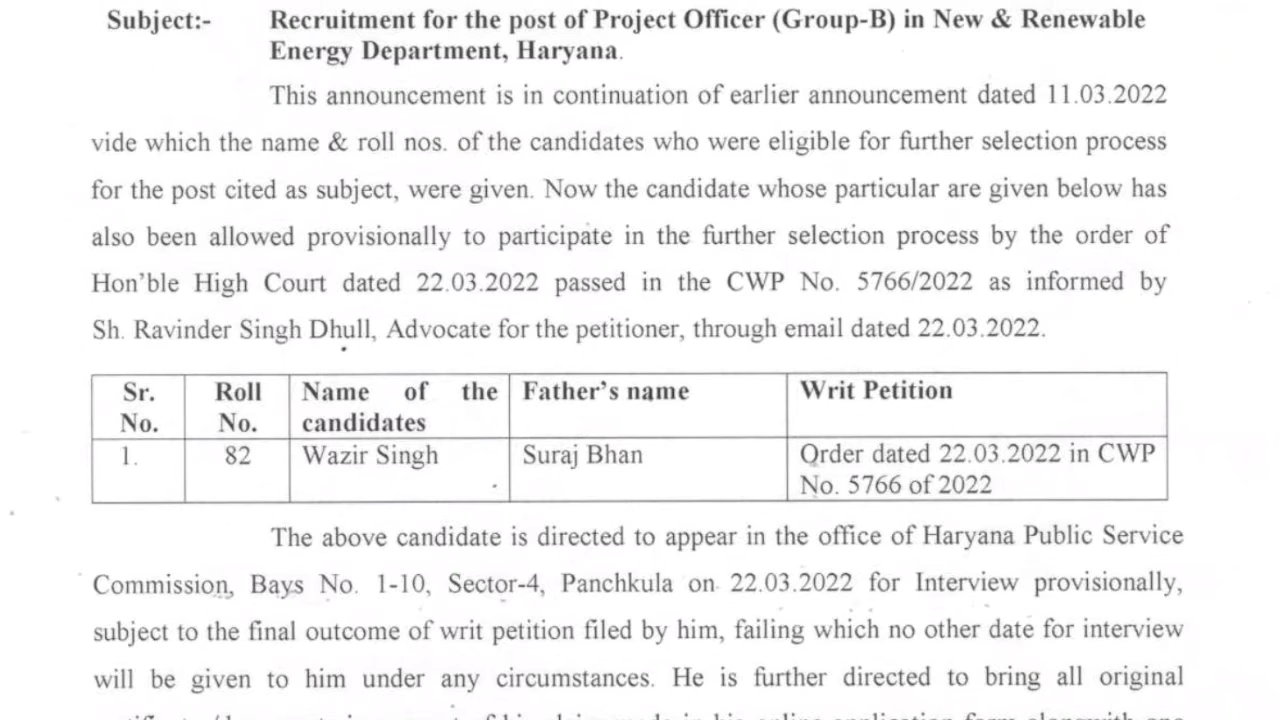 Subject:- Recruitment for the post of Project Officer (Group-B) in New & Renewable
Energy Department, Haryana.
This announcement is in continuation of earlier announcement dated 11.03.2022
vide which the name & roll nos. of the candidates who were eligible for further selection process
for the post cited as subject, were given. Now the candidate whose particular are given below has
also been allowed provisionally to participate in the further selection process by the order of
Hon'ble High Court dated 22.03.2022 passed in the CWP No. 5766/2022 as informed by
Sh. Ravinder Singh Dhull, Advocate for the petitioner, through email dated 22.03.2022.
Sr. No. Roll No. Name of the candidates Father's name Writ Petition
1. 82 Wazir Singh Suraj Bhan Order dated 22.03.2022 in CWP
No. 5766 of 2022
The above candidate is directed to appear in the office of Haryana Public Service
Commission, Bays No. 1-10, Sector-4, Panchkula on 22.03.2022 for Interview provisionally,
subject to the final outcome of writ petition filed by him, failing which no other date for interview
will be given to him under any circumstances. He is further directed to bring all original